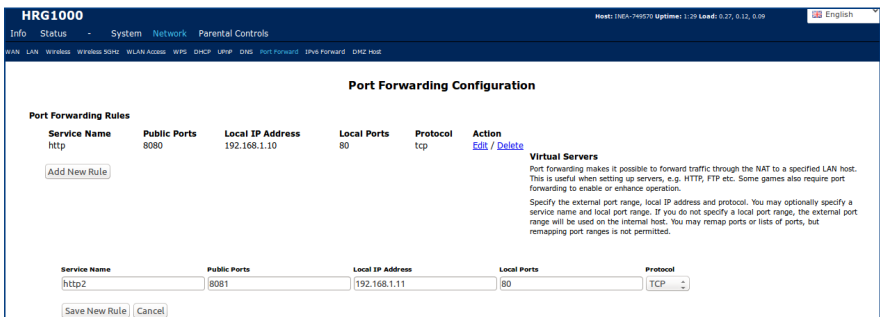 HRG1000
Host: INEA-749570 Uptime: 1:29 Load: 0.27, 0.12, 0.09
English
Info Status - System Network Parental Controls
WAN LAN Wireless Wireless 5GHz WLAN Access WPS DHCP UPnP DNS Port Forward IPv6 Forward DMZ Host
Port Forwarding Configuration
Port Forwarding Rules
Service Name Public Ports Local IP Address Local Ports Protocol Action
http 8080 192.168.1.10 80 tcp Edit / Delete
Add New Rule
Virtual Servers
Port forwarding makes it possible to forward traffic through the NAT to a specified LAN host.
This is useful when setting up servers, e.g. HTTP, FTP etc. Some games also require port
forwarding to enable or enhance operation.
Specify the external port range, local IP address and protocol. You may optionally specify a
service name and local port range. If you do not specify a local port range, the external port
range will be used on the internal host. You may remap ports or lists of ports, but
remapping port ranges is not permitted.
Service Name Public Ports Local IP Address Local Ports Protocol
http2 8081 192.168.1.11 80 TCP
Save New Rule Cancel